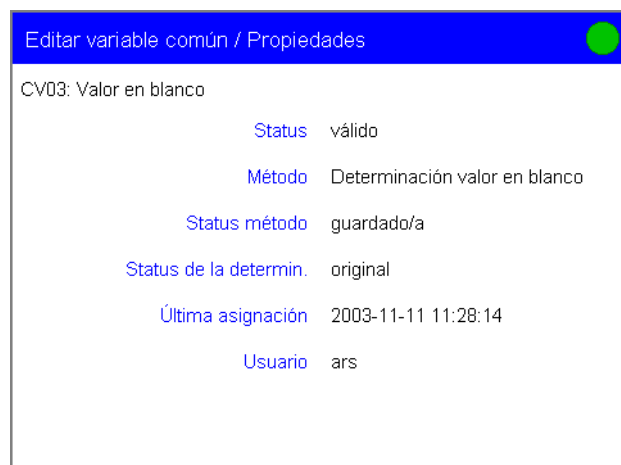 Editar variable común / Propiedades
CV03: Valor en blanco
Status válido
Método Determinación valor en blanco
Status método guardado/a
Status de la determin. original
Última asignación 2003-11-11 11:28:14
Usuario ars